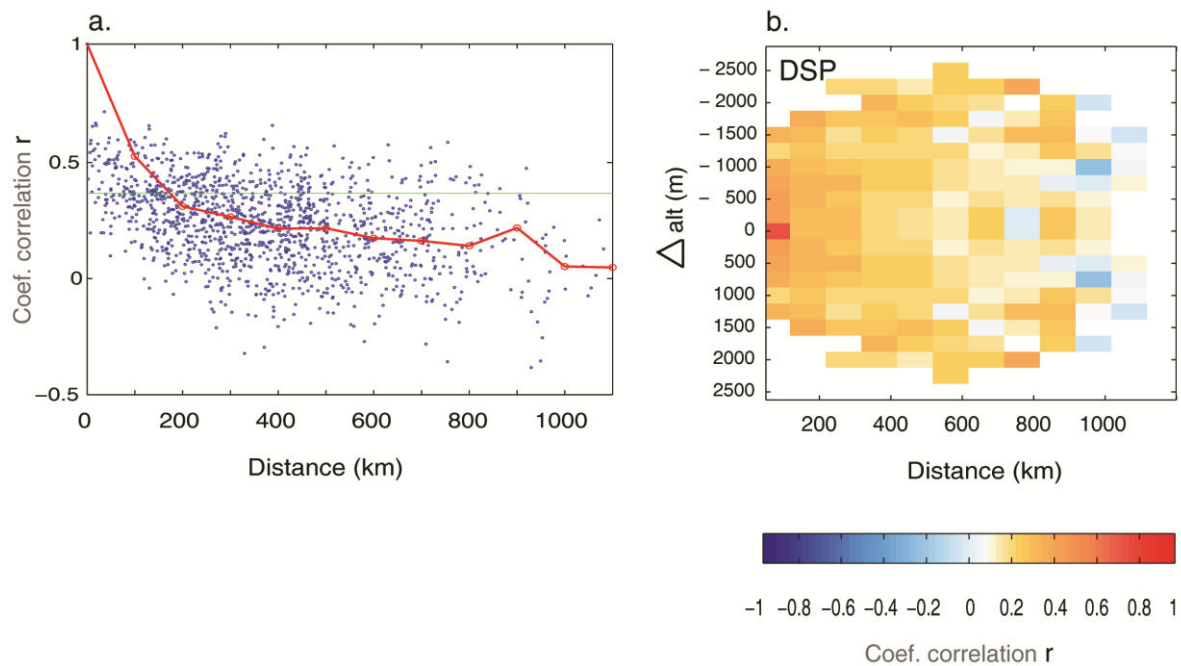 a.
1
0.5
0
−0.5
Coef. correlation r
0 200 400 600 800 1000
Distance (km)
b.
DSP
− 2500
− 2000
− 1500
− 1000
− 500
0
500
1000
1500
2000
2500
△ alt (m)
200 400 600 800 1000
Distance (km)
−1 −0.8 −0.6 −0.4 −0.2 0 0.2 0.4 0.6 0.8 1
Coef. correlation r